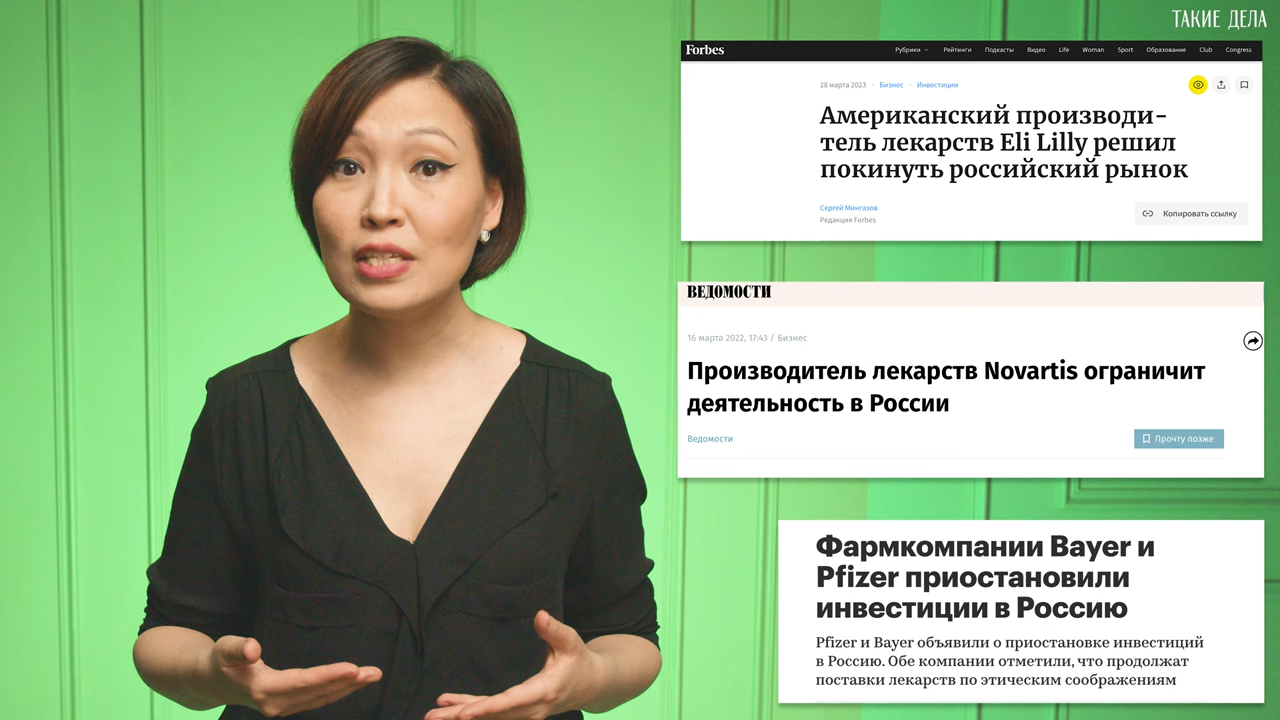 ТАКИЕ ДЕЛА
Forbes
Рубрики Рейтинги Подкасты Видео Life Woman Sport Образование Club Congress
28 марта 2023 · Бизнес · Инвестиции
Американский производи-
тель лекарств Eli Lilly решил
покинуть российский рынок
Сергей Мингазов
Редакция Forbes
Копировать ссылку
ВЕДОМОСТИ
16 марта 2022, 17:43 / Бизнес
Производитель лекарств Novartis ограничит
деятельность в России
Ведомости
Прочту позже
Фармкомпании Bayer и
Pfizer приостановили
инвестиции в Россию
Pfizer и Bayer объявили о приостановке инвестиций
в Россию. Обе компании отметили, что продолжат
поставки лекарств по этическим соображениям